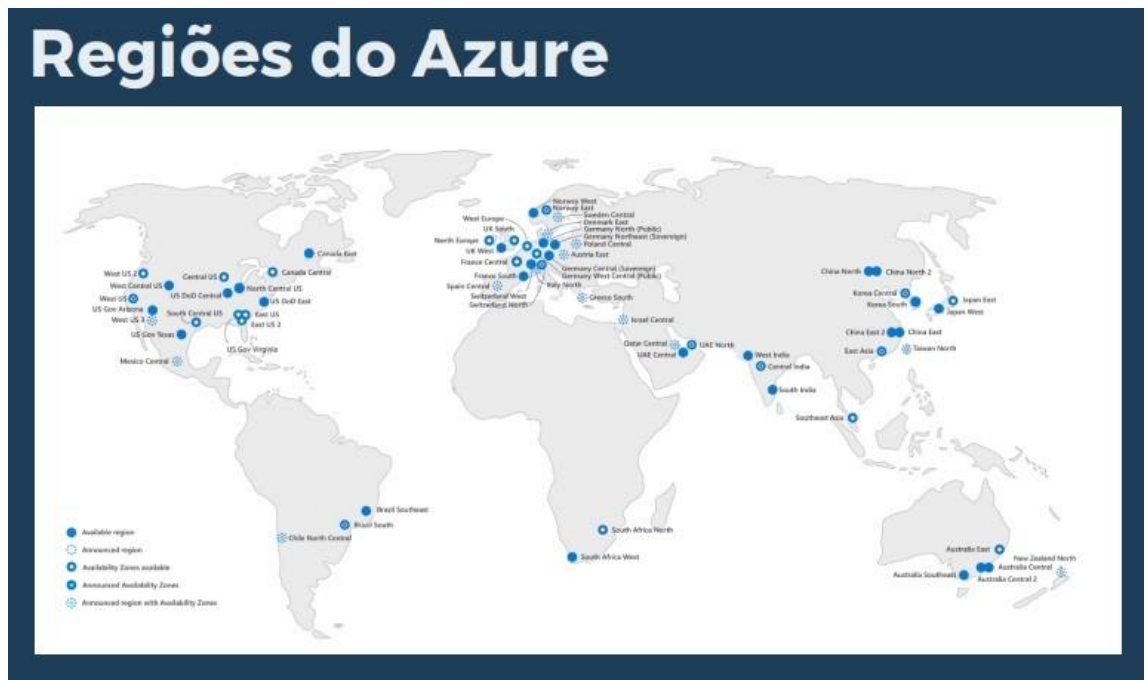 Regiões do Azure
Norway West
Norway East
Sweden Central
Denmark East
Germany North (Public)
Germany Northeast (Sovereign)
Poland Central
Austria East
West Europe
UK South
North Europe
UK West
France Central
France South
Spain Central
Switzerland West
Switzerland North
Germany Central (Sovereign)
Germany West Central (Public)
Italy North
Greece South
Israel Central
Qatar Central
UAE North
UAE Central
Canada East
Canada Central
West US 2
West Central US
West US
US Gov Arizona
West US 3
US Gov Texas
Mexico Central
Central US
US DoD Central
North Central US
US DoD East
South Central US
East US
East US 2
US Gov Virginia
West India
Central India
South India
China North
China North 2
Korea Central
Korea South
Japan East
Japan West
China East 2
China East
East Asia
Taiwan North
Southeast Asia
Brazil Southeast
Brazil South
Chile North Central
South Africa North
South Africa West
Australia East
New Zealand North
Australia Central
Australia Southeast
Australia Central 2
Available region
Announced region
Availability Zones available
Announced Availability Zones
Announced region with Availability Zones